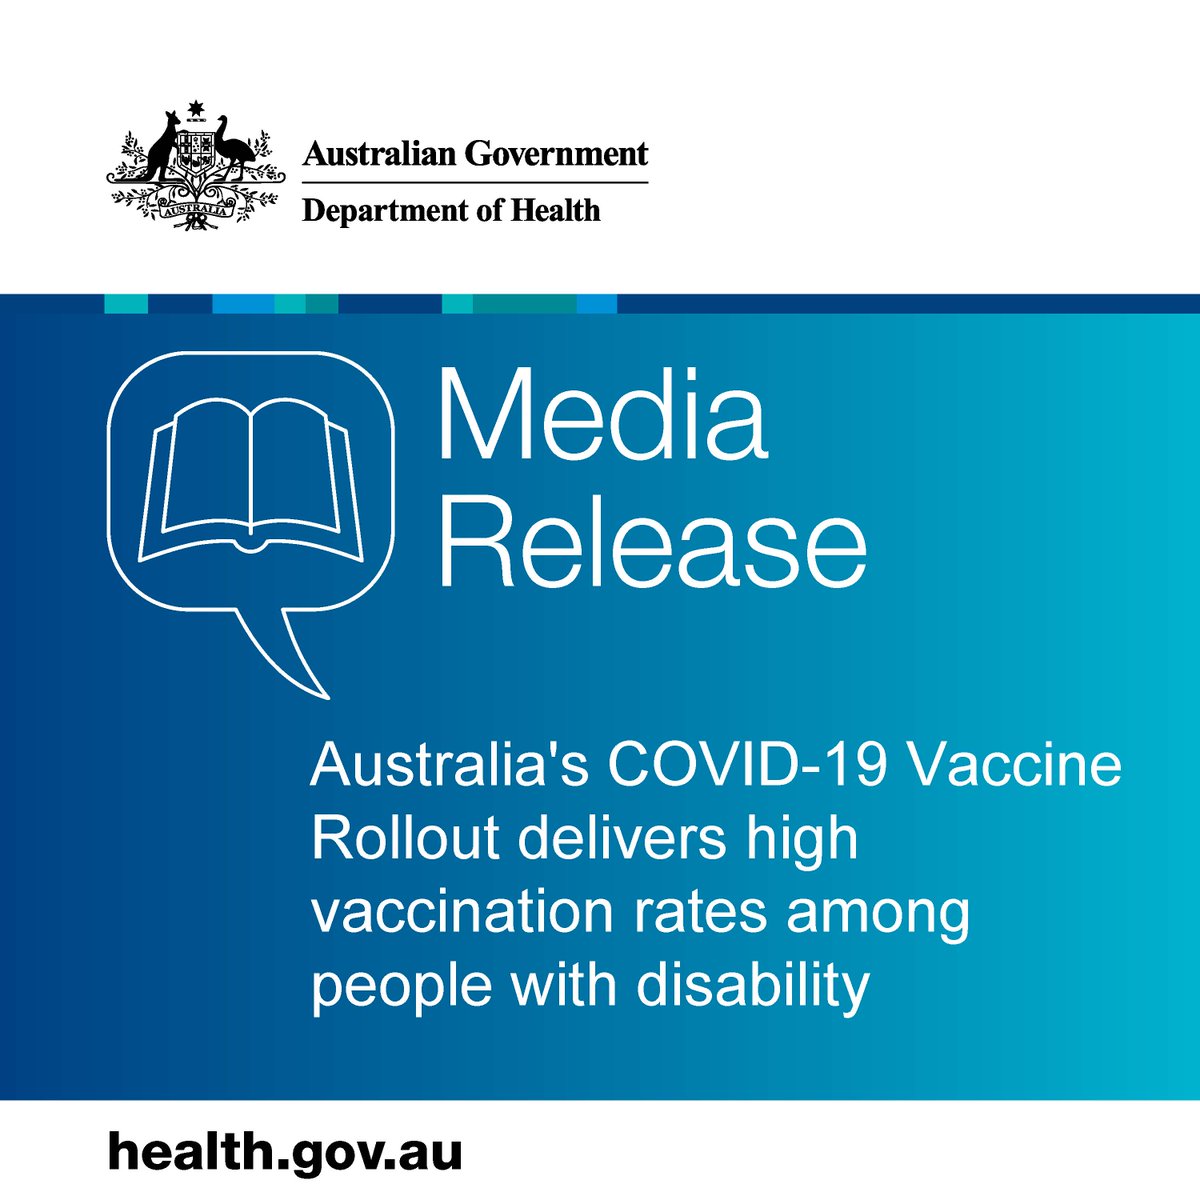 Australian Government
Department of Health
AUSTRALIA
Media
Release
Australia's COVID-19 Vaccine
Rollout delivers high
vaccination rates among
people with disability
health.gov.au